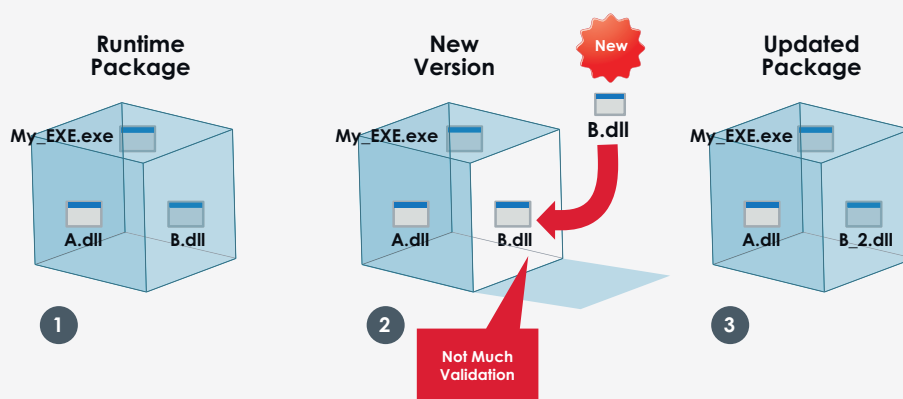 Runtime
Package
My_EXE.exe
A.dll
B.dll
1
New
Version
New
B.dll
My_EXE.exe
A.dll
B.dll
2
Not Much
Validation
Updated
Package
My_EXE.exe
A.dll
B_2.dll
3